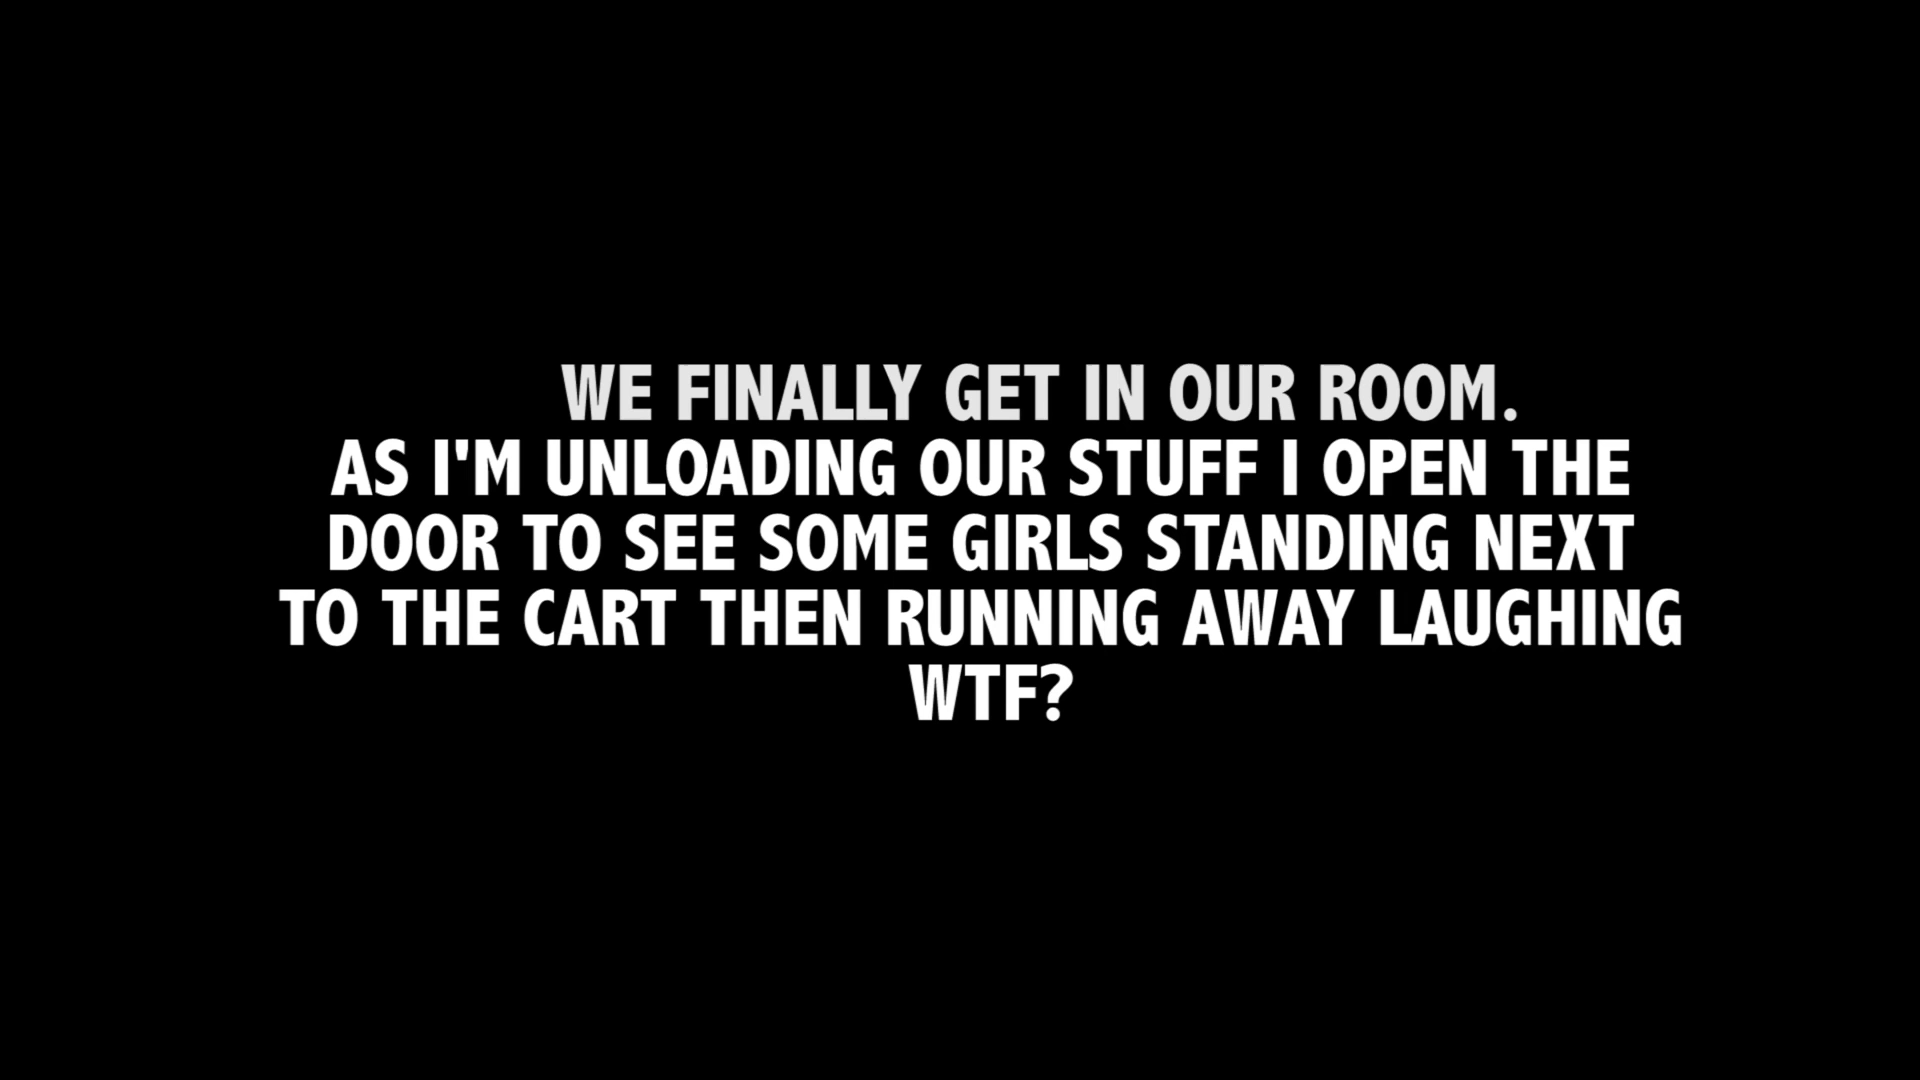 WE FINALLY GET IN OUR ROOM.
AS I'M UNLOADING OUR STUFF I OPEN THE
DOOR TO SEE SOME GIRLS STANDING NEXT
TO THE CART THEN RUNNING AWAY LAUGHING
WTF?